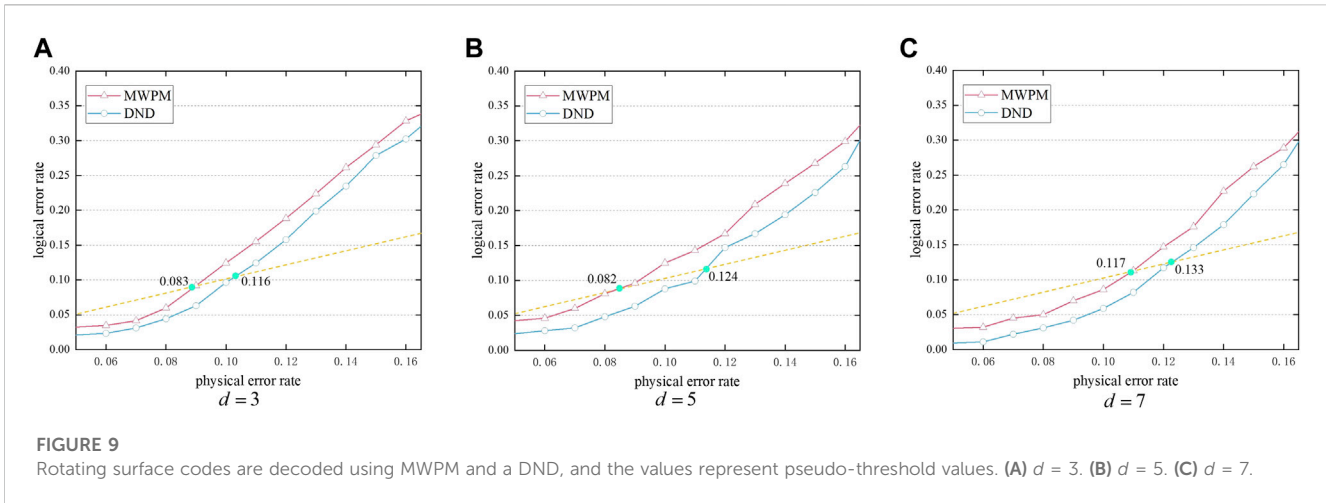 A
0.40
0.35
0.30
0.25
0.20
0.15
0.10
0.05
0.00
logical error rate
MWPM
DND
0.083
0.116
0.06 0.08 0.10 0.12 0.14 0.16
physical error rate
d = 3
B
0.40
0.35
0.30
0.25
0.20
0.15
0.10
0.05
0.00
logical error rate
MWPM
DND
0.082
0.124
0.06 0.08 0.10 0.12 0.14 0.16
physical error rate
d = 5
C
0.40
0.35
0.30
0.25
0.20
0.15
0.10
0.05
0.00
logical error rate
MWPM
DND
0.117
0.133
0.06 0.08 0.10 0.12 0.14 0.16
physical error rate
d = 7
FIGURE 9
Rotating surface codes are decoded using MWPM and a DND, and the values represent pseudo-threshold values. (A) d = 3. (B) d = 5. (C) d = 7.